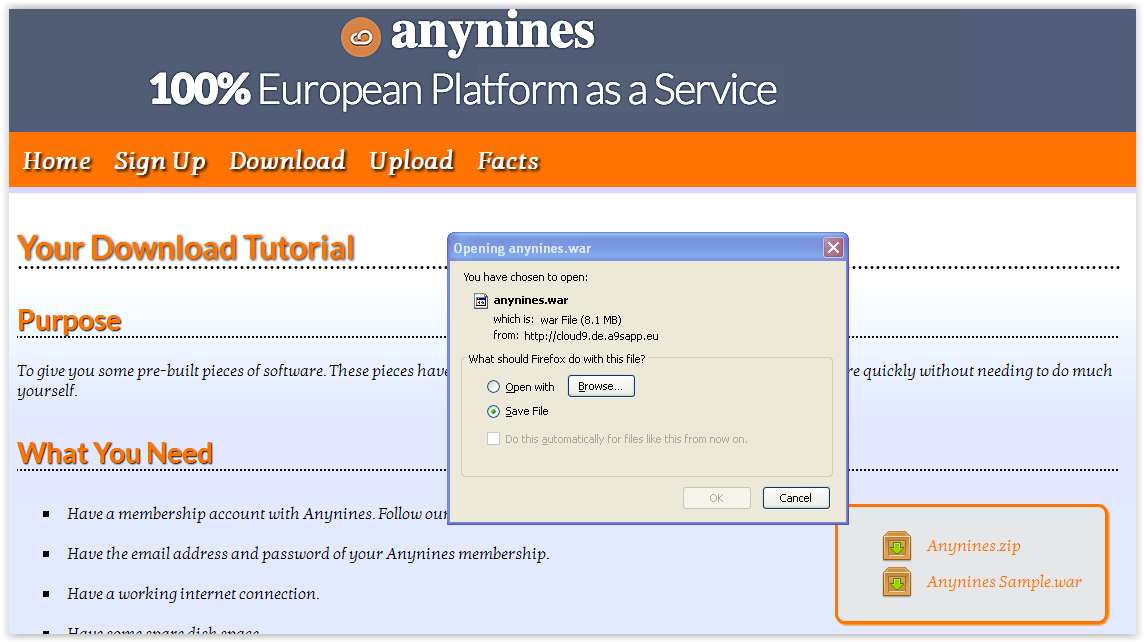 anynines
100% European Platform as a Service
Home Sign Up Download Upload Facts
Your Download Tutorial
Purpose
To give you some pre-built pieces of software. These pieces have
re quickly without needing to do much
yourself.
What You Need
Have a membership account with Anynines. Follow our
Have the email address and password of your Anynines membership.
Have a working internet connection.
Have some spare disk space
Opening anynines.war
You have chosen to open:
anynines.war
which is: war File (8.1 MB)
from: http://cloud9.de.a9sapp.eu
What should Firefox do with this file?
Open with Browse...
Save File
Do this automatically for files like this from now on.
OK Cancel
Anynines.zip
Anynines Sample.war